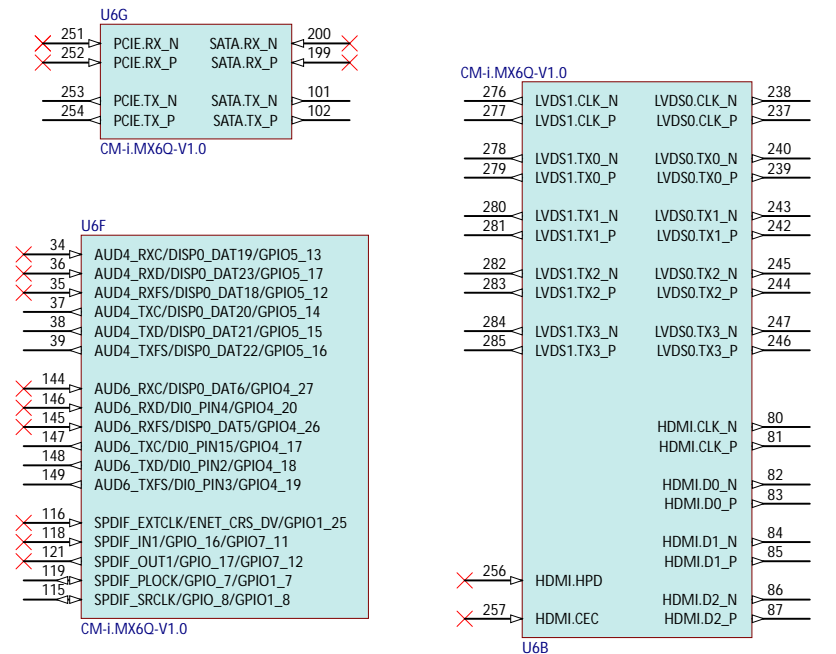 U6G
251 PCIE.RX_N SATA.RX_N 200
252 PCIE.RX_P SATA.RX_P 199
253 PCIE.TX_N SATA.TX_N 101
254 PCIE.TX_P SATA.TX_P 102
CM-i.MX6Q-V1.0
U6F
34 AUD4_RXC/DISP0_DAT19/GPIO5_13
36 AUD4_RXD/DISP0_DAT23/GPIO5_17
35 AUD4_RXFS/DISP0_DAT18/GPIO5_12
37 AUD4_TXC/DISP0_DAT20/GPIO5_14
38 AUD4_TXD/DISP0_DAT21/GPIO5_15
39 AUD4_TXFS/DISP0_DAT22/GPIO5_16
144 AUD6_RXC/DISP0_DAT6/GPIO4_27
146 AUD6_RXD/DI0_PIN4/GPIO4_20
145 AUD6_RXFS/DISP0_DAT5/GPIO4_26
147 AUD6_TXC/DI0_PIN15/GPIO4_17
148 AUD6_TXD/DI0_PIN2/GPIO4_18
149 AUD6_TXFS/DI0_PIN3/GPIO4_19
116 SPDIF_EXTCLK/ENET_CRS_DV/GPIO1_25
118 SPDIF_IN1/GPIO_16/GPIO7_11
121 SPDIF_OUT1/GPIO_17/GPIO7_12
119 SPDIF_PLOCK/GPIO_7/GPIO1_7
115 SPDIF_SRCLK/GPIO_8/GPIO1_8
CM-i.MX6Q-V1.0
CM-i.MX6Q-V1.0
276 LVDS1.CLK_N LVDS0.CLK_N 238
277 LVDS1.CLK_P LVDS0.CLK_P 237
278 LVDS1.TX0_N LVDS0.TX0_N 240
279 LVDS1.TX0_P LVDS0.TX0_P 239
280 LVDS1.TX1_N LVDS0.TX1_N 243
281 LVDS1.TX1_P LVDS0.TX1_P 242
282 LVDS1.TX2_N LVDS0.TX2_N 245
283 LVDS1.TX2_P LVDS0.TX2_P 244
284 LVDS1.TX3_N LVDS0.TX3_N 247
285 LVDS1.TX3_P LVDS0.TX3_P 246
HDMI.CLK_N 80
HDMI.CLK_P 81
HDMI.D0_N 82
HDMI.D0_P 83
HDMI.D1_N 84
HDMI.D1_P 85
256 HDMI.HPD
HDMI.D2_N 86
257 HDMI.CEC HDMI.D2_P 87
U6B